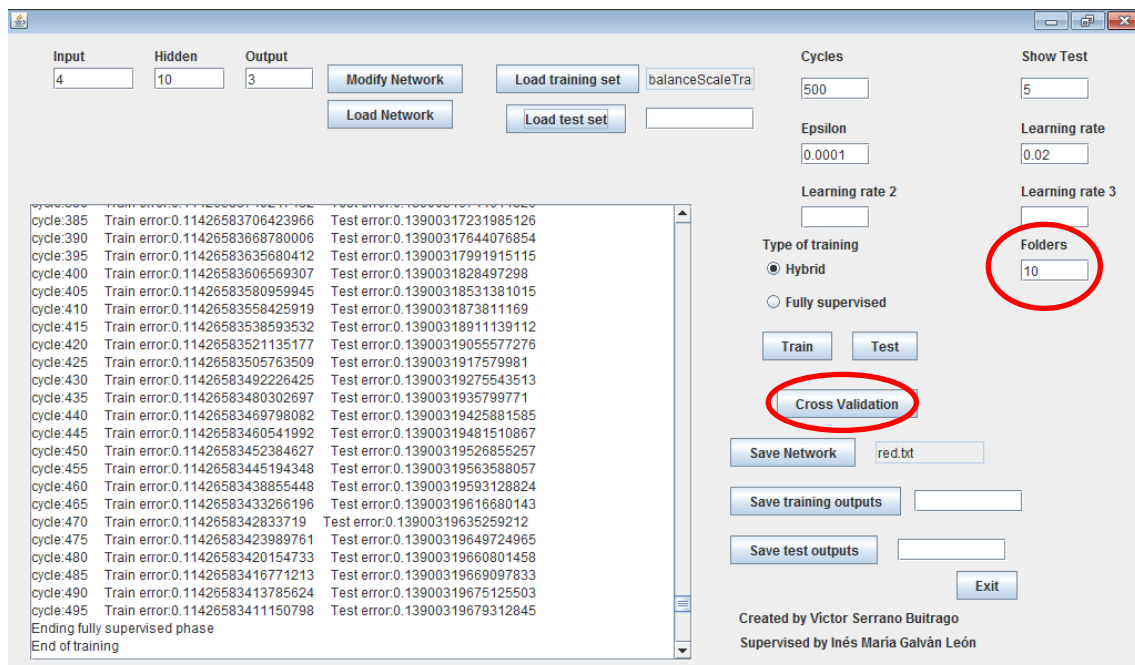 Input Hidden Output
4 10 3
Modify Network
Load Network
Load training set balanceScaleTra
Load test set
Cycles Show Test
500 5
Epsilon Learning rate
0.0001 0.02
Learning rate 2 Learning rate 3
Type of training Folders
Hybrid 10
Fully supervised
Train Test
Cross Validation
Save Network red.txt
Save training outputs
Save test outputs
Exit
Created by Víctor Serrano Buitrago
Supervised by Inés María Galván León
cycle:385 Train error:0.11426583706423966 Test error:0.13900317231985126
cycle:390 Train error:0.11426583668780006 Test error:0.13900317644076854
cycle:395 Train error:0.11426583635680412 Test error:0.13900317991915115
cycle:400 Train error:0.11426583606569307 Test error:0.1390031828497298
cycle:405 Train error:0.11426583580959945 Test error:0.13900318531381015
cycle:410 Train error:0.11426583558425919 Test error:0.1390031873811169
cycle:415 Train error:0.11426583538593532 Test error:0.13900318911139112
cycle:420 Train error:0.11426583521135177 Test error:0.13900319055577276
cycle:425 Train error:0.11426583505763509 Test error:0.1390031917579981
cycle:430 Train error:0.11426583492226425 Test error:0.13900319275543513
cycle:435 Train error:0.11426583480302697 Test error:0.1390031935799771
cycle:440 Train error:0.11426583469798082 Test error:0.13900319425881585
cycle:445 Train error:0.11426583460541992 Test error:0.13900319481510867
cycle:450 Train error:0.11426583452384627 Test error:0.13900319526855257
cycle:455 Train error:0.11426583445194348 Test error:0.13900319563588057
cycle:460 Train error:0.11426583438855448 Test error:0.13900319593128824
cycle:465 Train error:0.11426583433266196 Test error:0.13900319616680143
cycle:470 Train error:0.1142658342833719 Test error:0.13900319635259212
cycle:475 Train error:0.11426583423989761 Test error:0.13900319649724965
cycle:480 Train error:0.11426583420154733 Test error:0.13900319660801458
cycle:485 Train error:0.11426583416771213 Test error:0.13900319669097833
cycle:490 Train error:0.11426583413785624 Test error:0.13900319675125503
cycle:495 Train error:0.11426583411150798 Test error:0.13900319679312845
Ending fully supervised phase
End of training